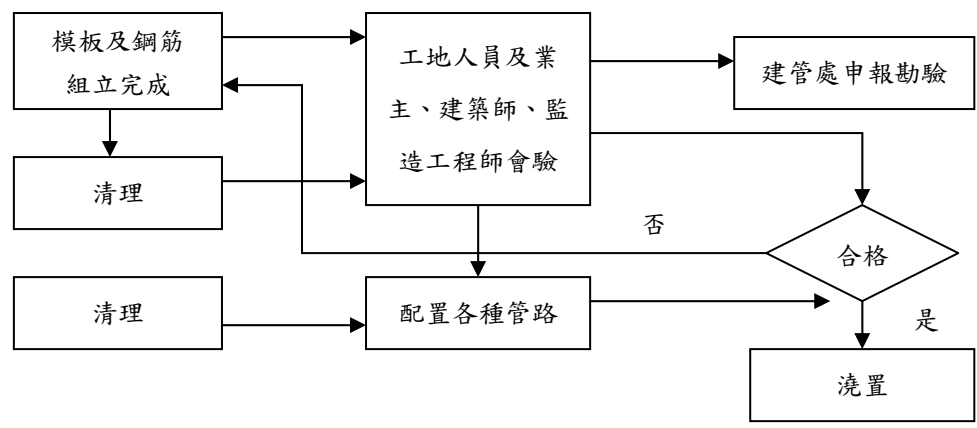 模板及鋼筋
組立完成
工地人員及業
主、建築師、監
造工程師會驗
建管處申報勘驗
清理
否
合格
清理
配置各種管路
是
澆置